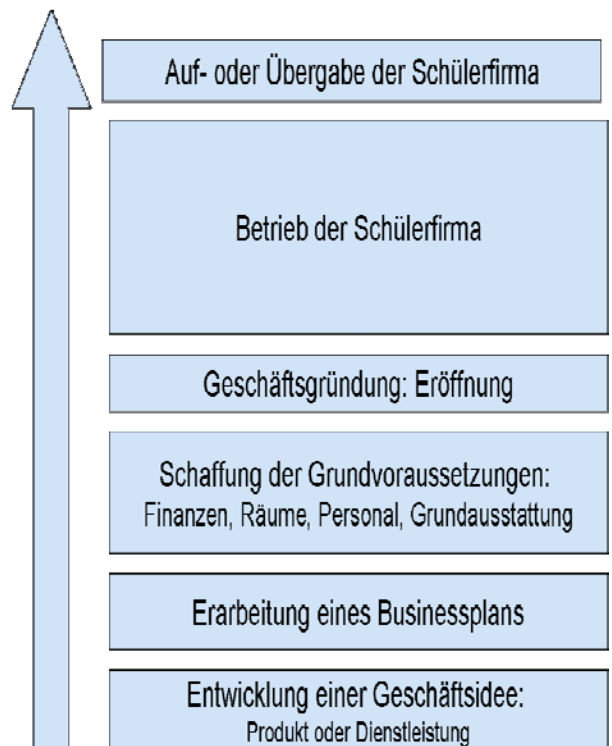 Auf- oder Übergabe der Schülerfirma
Betrieb der Schülerfirma
Geschäftsgründung: Eröffnung
Schaffung der Grundvoraussetzungen:
Finanzen, Räume, Personal, Grundausstattung
Erarbeitung eines Businessplans
Entwicklung einer Geschäftsidee:
Produkt oder Dienstleistung